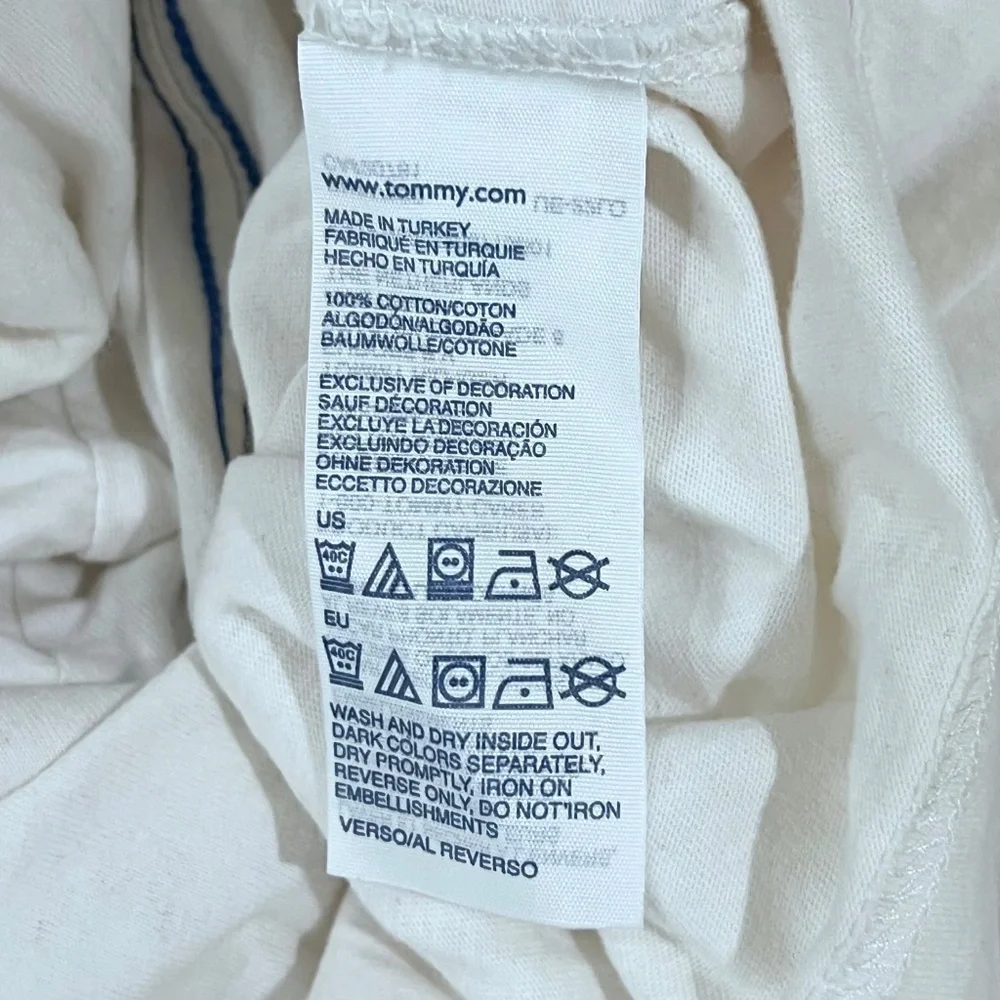 www.tommy.com
MADE IN TURKEY
FABRIQUÉ EN TURQUIE
HECHO EN TURQUÍA
100% COTTON/COTON
ALGODÓN/ALGODÃO
BAUMWOLLE/COTONE
EXCLUSIVE OF DECORATION
SAUF DÉCORATION
EXCLUYE LA DECORACIÓN
EXCLUINDO DECORAÇÃO
OHNE DEKORATION
ECCETTO DECORAZIONE
US
40C
EU
40C
WASH AND DRY INSIDE OUT,
DARK COLORS SEPARATELY,
DRY PROMPTLY, IRON ON
REVERSE ONLY, DO NOT IRON
EMBELLISHMENTS
VERSO/AL REVERSO